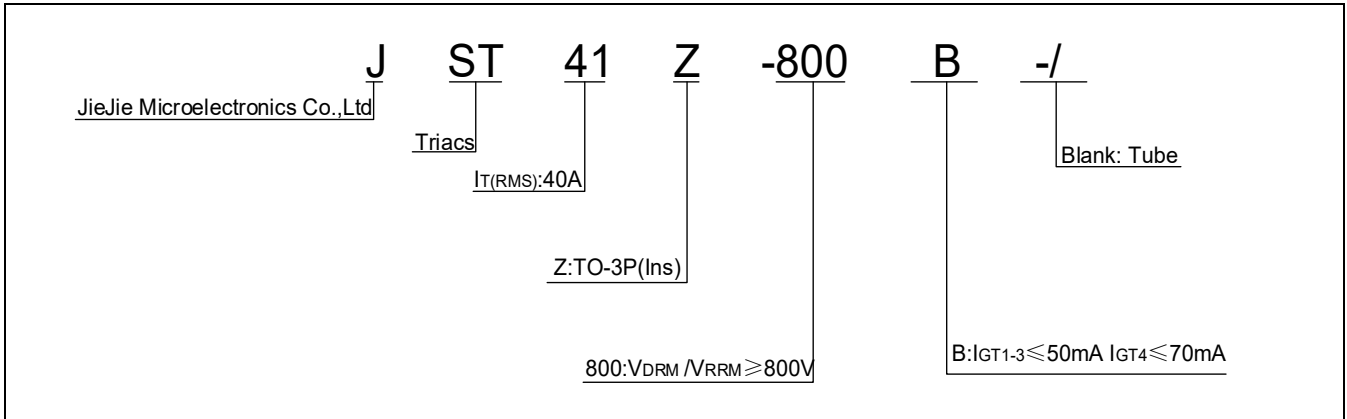 J ST 41 Z -800 B -/
JieJie Microelectronics Co.,Ltd
Triacs
Blank: Tube
IT(RMS):40A
Z:TO-3P(Ins)
800:VDRM /VRRM≥800V
B:IGT1-3≤50mA IGT4≤70mA